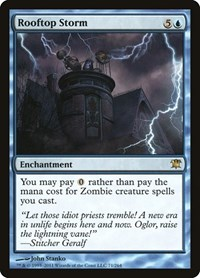 Rooftop Storm 5
Enchantment
You may pay 0 rather than pay the
mana cost for Zombie creature spells
you cast.
"Let those idiot priests tremble! A new era
in unlife begins here and now. Oglor, raise
the lightning vane!"
—Stitcher Geralf
John Stanko